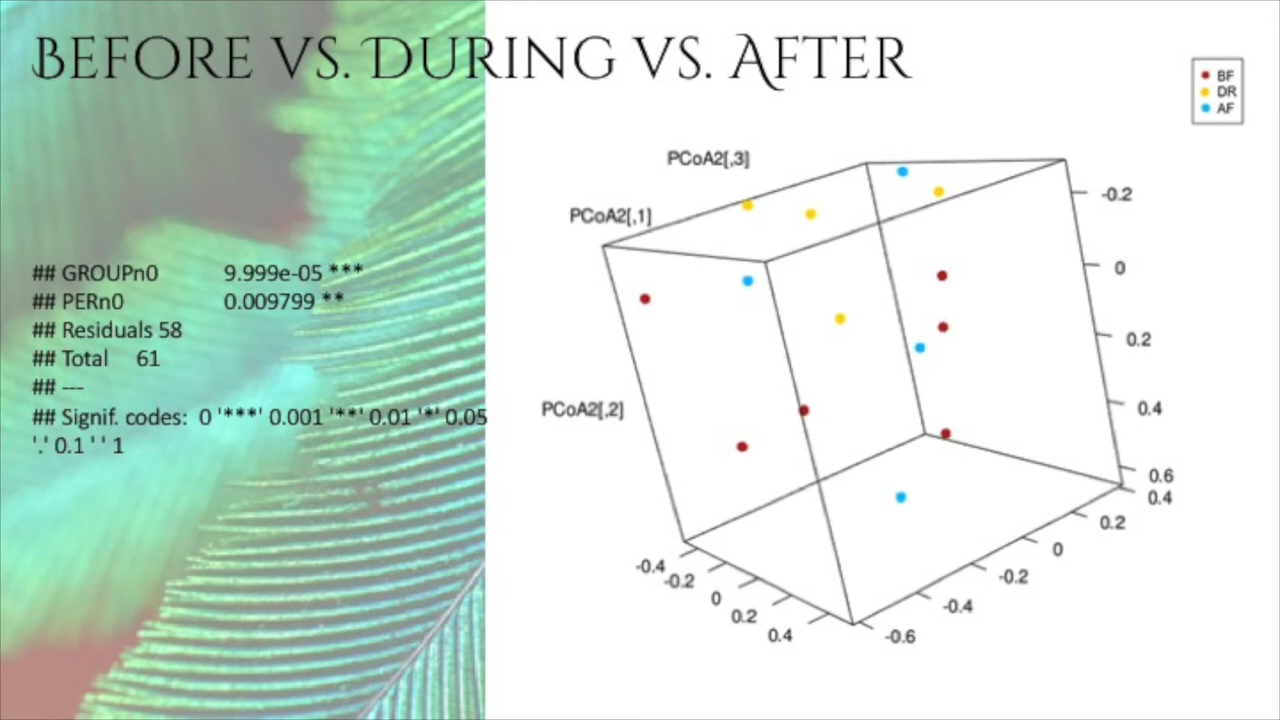 BEFORE VS. DURING VS. AFTER
BF
DR
AF
PCoA2[,3]
PCoA2[,1]
PCoA2[,2]
-0.2
0
0.2
0.4
0.6
0.4
0.2
0
-0.2
-0.4
-0.6
-0.4
-0.2
0
0.2
0.4
## GROUPn0 9.999e-05 ***
## PERn0 0.009799 **
## Residuals 58
## Total 61
## ---
## Signif. codes: 0 '***' 0.001 '**' 0.01 '*' 0.05
'.' 0.1 ' ' 1